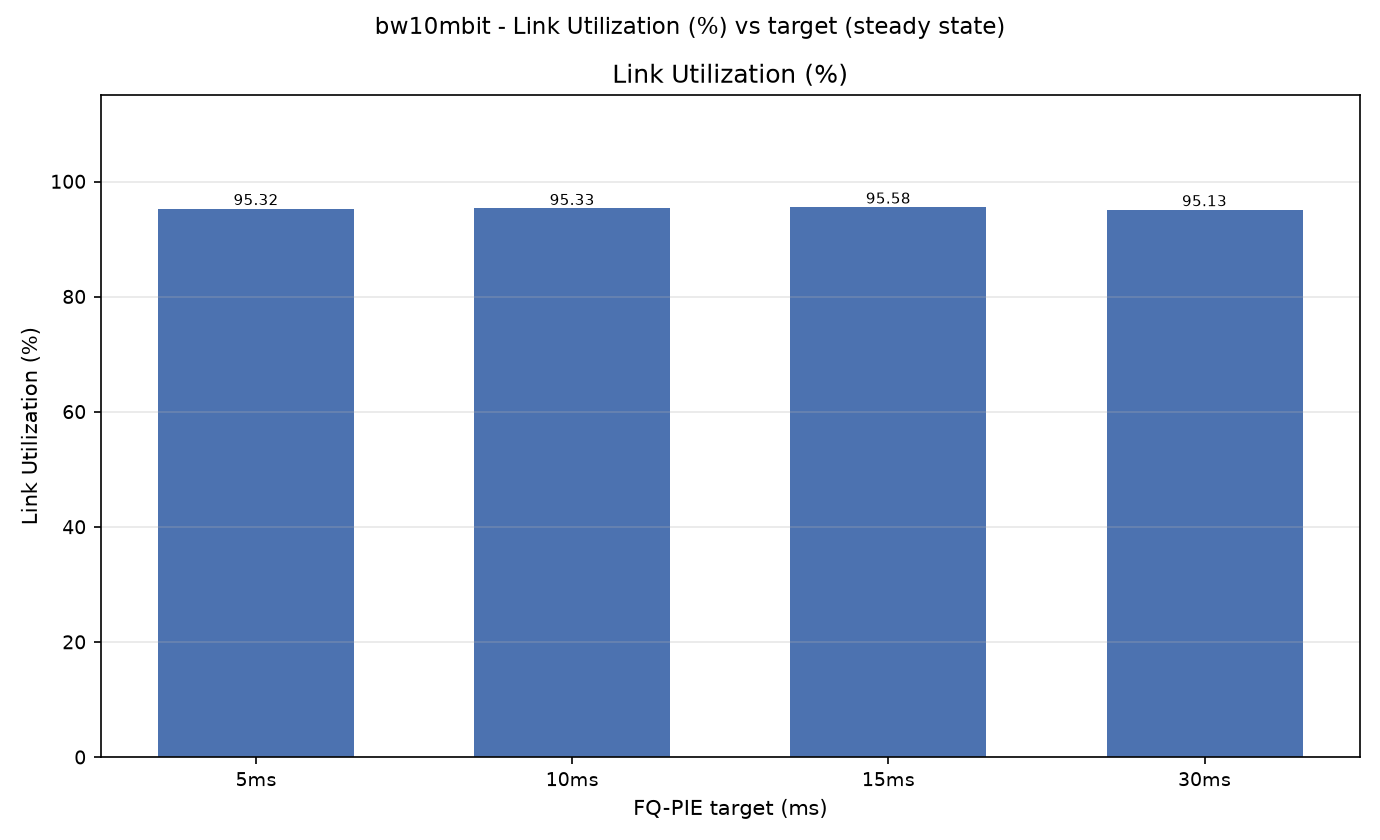 bw10mbit - Link Utilization (%) vs target (steady state)
Link Utilization (%)
Link Utilization (%)
100
80
60
40
20
0
95.32
95.33
95.58
95.13
5ms
10ms
15ms
30ms
FQ-PIE target (ms)